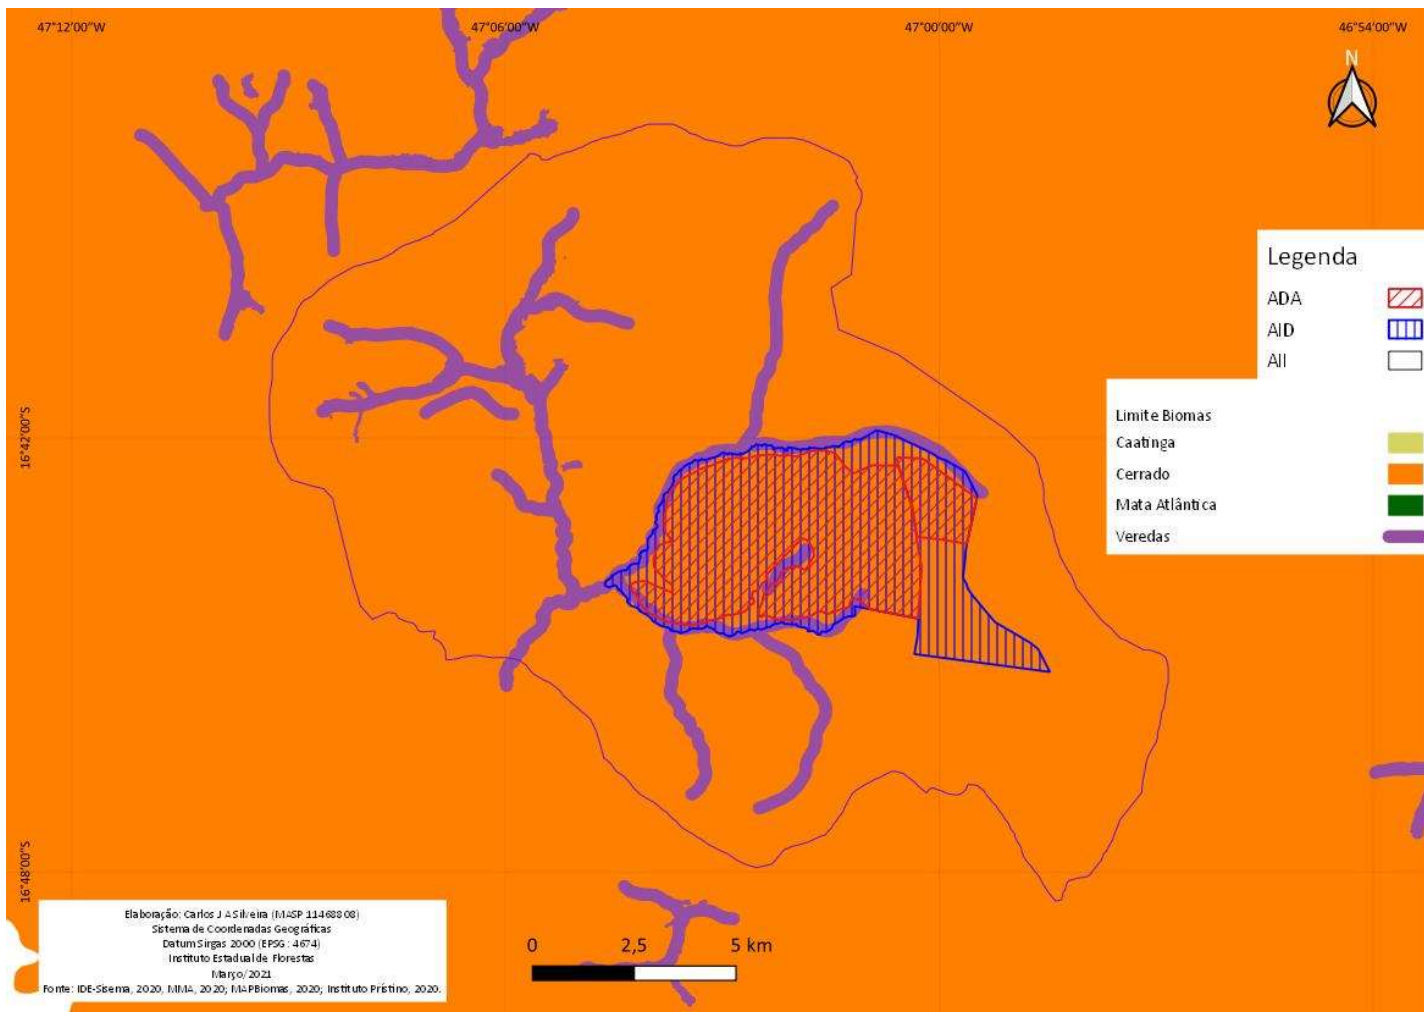 47°12'00"W
47°06'00"W
47°00'00"W
46°54'00"W
N
16°42'00"S
16°48'00"S
Legenda
ADA
AID
AII
Limite Biomas
Caatinga
Cerrado
Mata Atlântica
Veredas
Elaboração: Carlos J A Silveira (MASP 11468808)
Sistema de Coordenadas Geográficas
Datum Sirgas 2000 (EPSG: 4674)
Instituto Estadual de Florestas
Março/2021
Fonte: IDE-Sisema, 2020, MMA, 2020; MAPBiomas, 2020; Instituto Prístino, 2020.
0 2,5 5 km